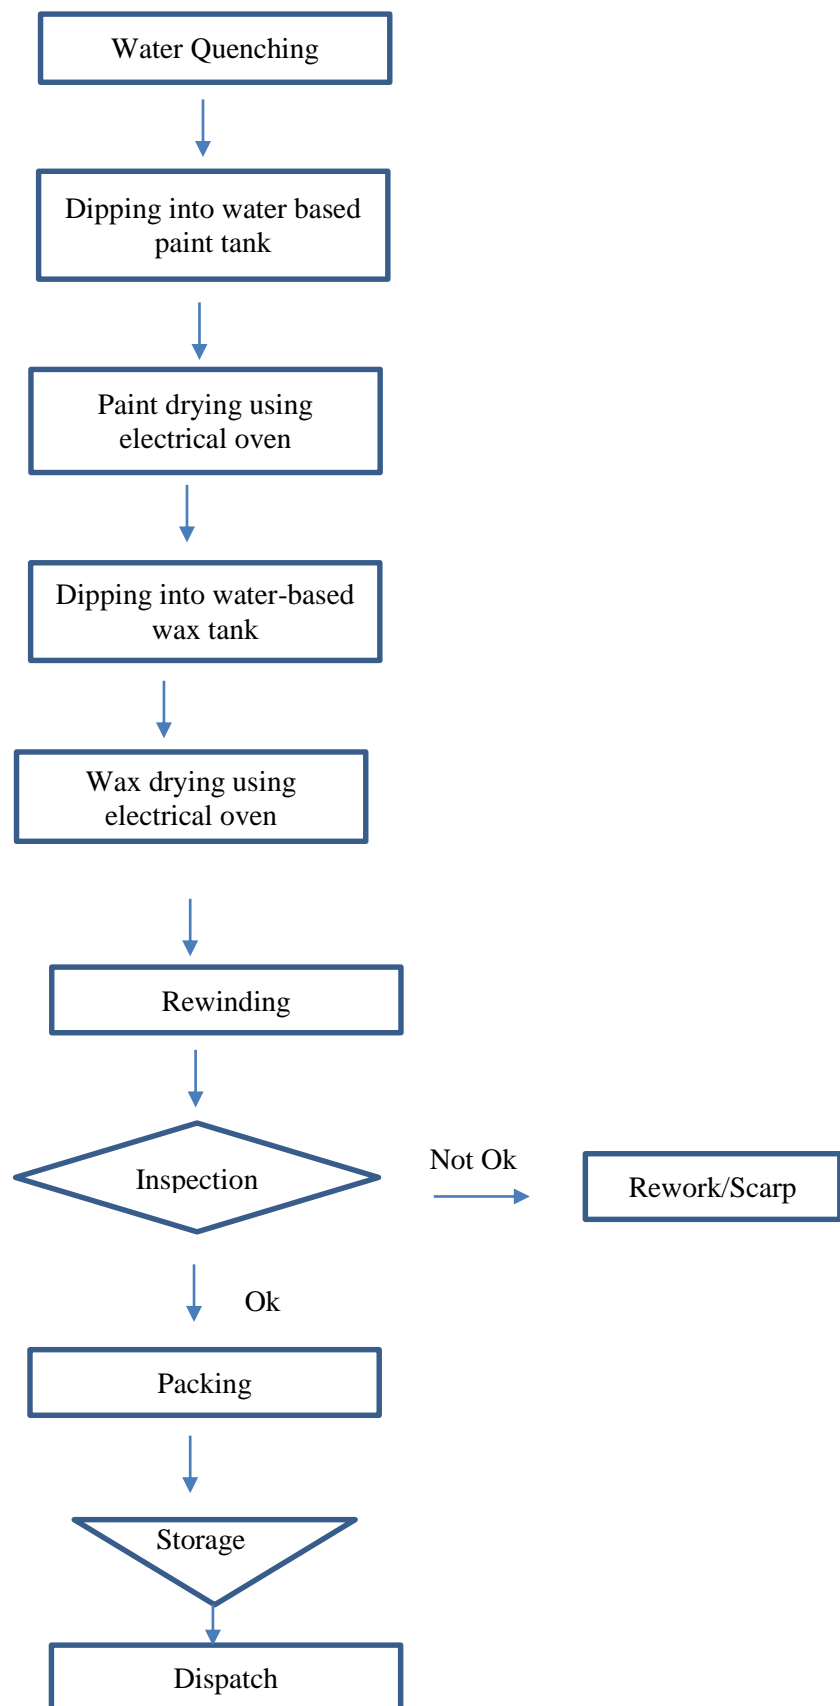 Water Quenching
Dipping into water based
paint tank
Paint drying using
electrical oven
Dipping into water-based
wax tank
Wax drying using
electrical oven
Rewinding
Inspection
Not Ok
Rework/Scarp
Ok
Packing
Storage
Dispatch